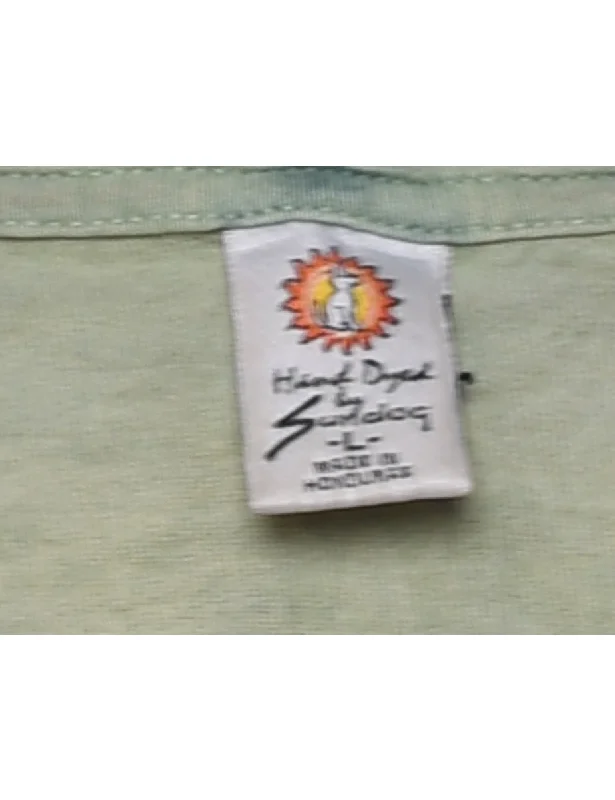 Hand Dyed
by
Sundog
-L-
MADE IN
HONDURAS